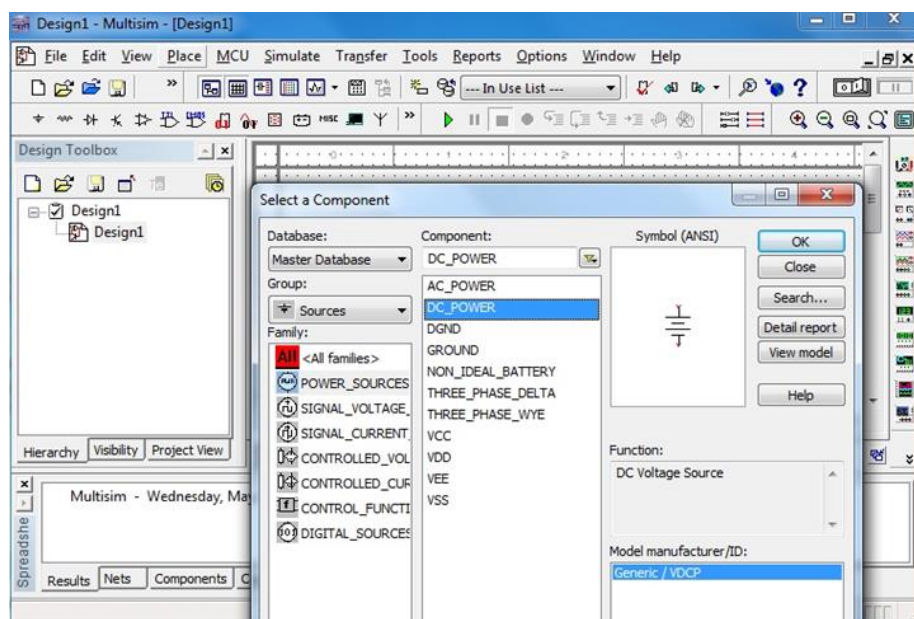 Design1 - Multisim - [Design1]
File Edit View Place MCU Simulate Transfer Tools Reports Options Window Help
--- In Use List ---
Design Toolbox
Design1
Design1
Hierarchy Visibility Project View
Select a Component
Database:
Master Database
Group:
Sources
Family:
All <All families>
POWER_SOURCES
SIGNAL_VOLTAGE_
SIGNAL_CURRENT_
CONTROLLED_VOL
CONTROLLED_CUR
CONTROL_FUNCTI
DIGITAL_SOURCES
Component:
DC_POWER
AC_POWER
DC_POWER
DGND
GROUND
NON_IDEAL_BATTERY
THREE_PHASE_DELTA
THREE_PHASE_WYE
VCC
VDD
VEE
VSS
Symbol (ANSI)
OK
Close
Search...
Detail report
View model
Help
Function:
DC Voltage Source
Model manufacturer/ID:
Generic / VDCP
Multisim - Wednesday, May
Spreadshe
Results Nets Components C